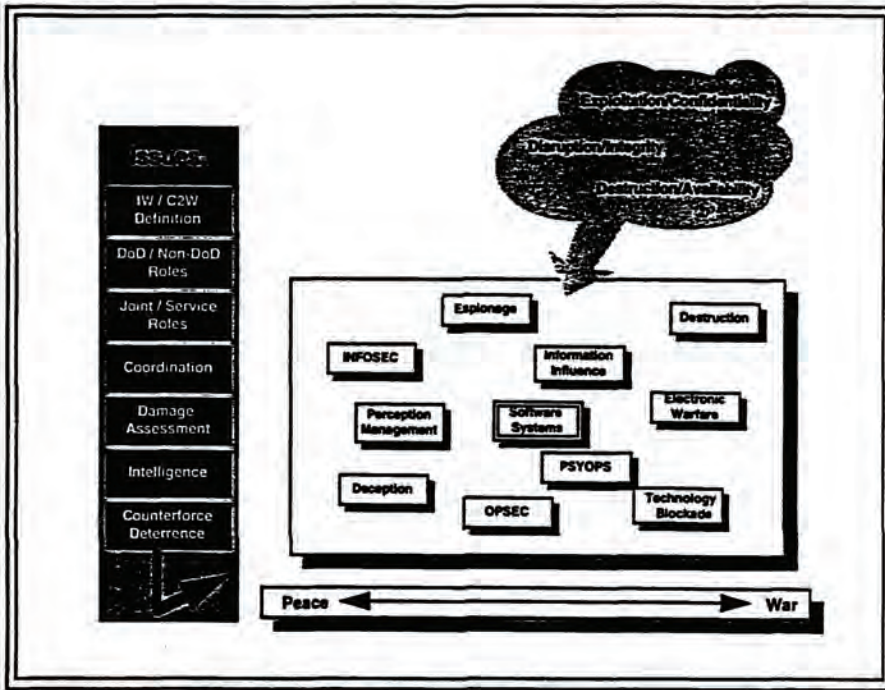 Exploitation/Confidentiality
Disruption/Integrity
Destruction/Availability
Issues
IW / C2W
Definition
DoD / Non-DoD
Roles
Joint / Service
Roles
Coordination
Damage
Assessment
Intelligence
Counterforce
Deterrence
Espionage
Destruction
INFOSEC
Information
Influence
Electronic
Warfare
Perception
Management
Software
Systems
PSYOPS
Deception
Technology
Blockade
OPSEC
Peace
War